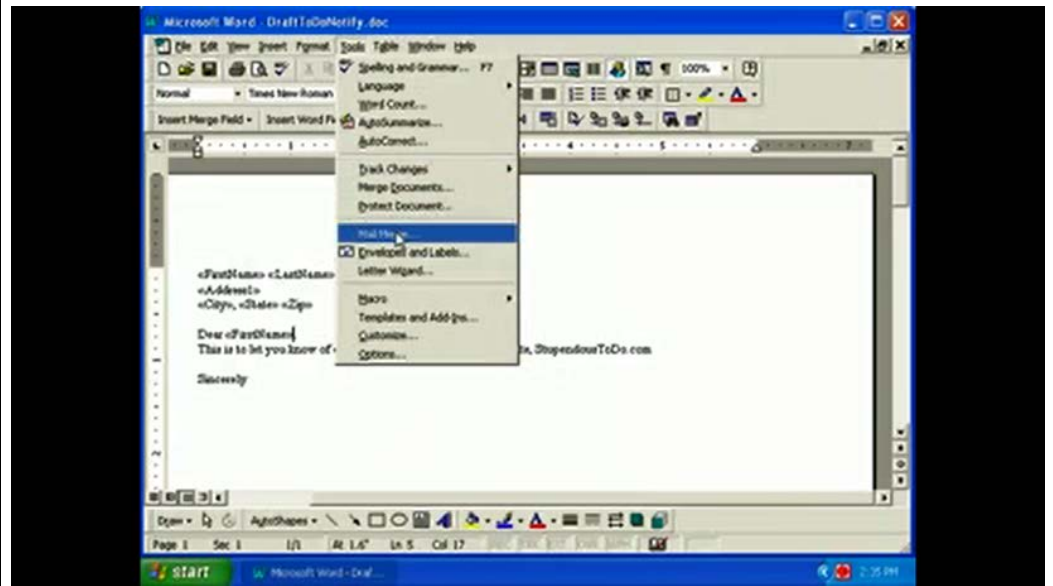 Microsoft Word - DraftToDoNotify.doc
File Edit View Insert Format Tools Table Window Help
100%
Normal Times New Roman
Insert Merge Field Insert Word
Spelling and Grammar... F7
Language
Word Count...
AutoSummarize...
AutoCorrect...
Track Changes
Merge Documents...
Protect Document...
Mail Merge...
Envelopes and Labels...
Letter Wizard...
Macro
Templates and Add-Ins...
Customize...
Options...
«FirstName» «LastName»
«Address1»
«City», «State» «Zip»
Dear «FirstName»
This is to let you know of StupendousToDo.com
Sincerely
Draw AutoShapes
Page 1 Sec 1 1/1 At 1.6" Ln 5 Col 17
start Microsoft Word - Draf... 2:35 PM